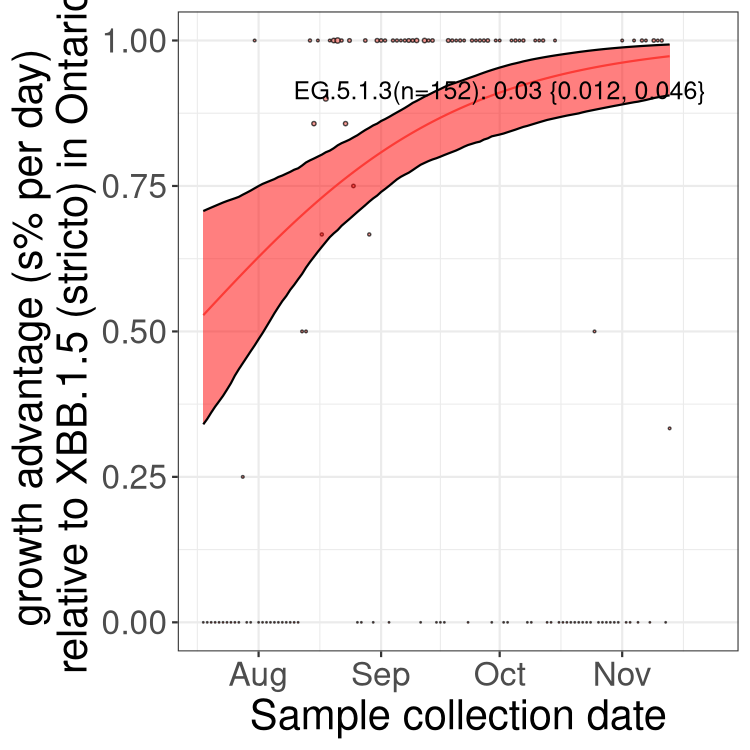 growth advantage (s% per day)
relative to XBB.1.5 (stricto) in Ontario
1.00
0.75
0.50
0.25
0.00
EG.5.1.3(n=152): 0.03 {0.012, 0.046}
Aug Sep Oct Nov
Sample collection date